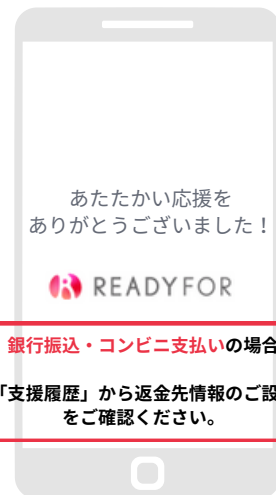 あたたかい応援を
ありがとうございました！
READYFOR
銀行振込・コンビニ支払いの場合
「支援履歴」から返金先情報のご設
をご確認ください。